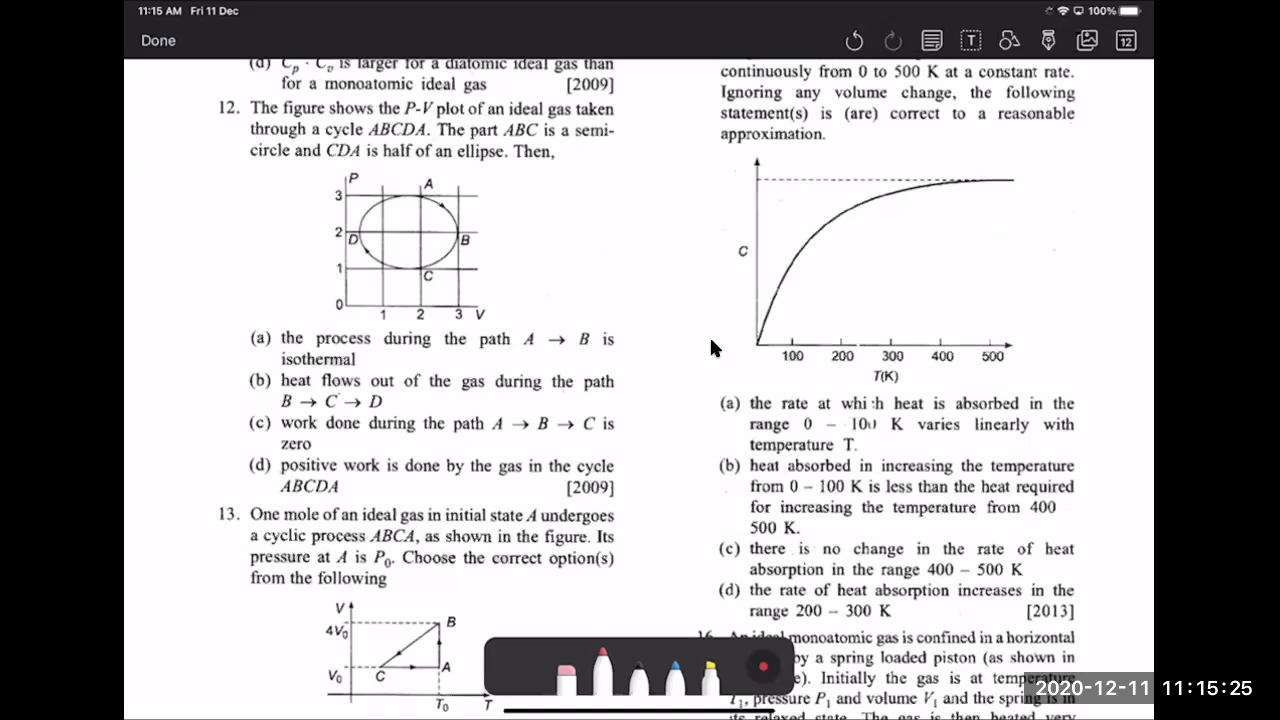 11:15 AM Fri 11 Dec
100%
Done
T
12
(d) Cp · Cv is larger for a diatomic ideal gas than
for a monoatomic ideal gas [2009]
12. The figure shows the P-V plot of an ideal gas taken
through a cycle ABCDA. The part ABC is a semi-
circle and CDA is half of an ellipse. Then,
P
A
3
2
D
B
1
C
0
1 2 3 V
(a) the process during the path A → B is
isothermal
(b) heat flows out of the gas during the path
B → C → D
(c) work done during the path A → B → C is
zero
(d) positive work is done by the gas in the cycle
ABCDA [2009]
13. One mole of an ideal gas in initial state A undergoes
a cyclic process ABCA, as shown in the figure. Its
pressure at A is P0. Choose the correct option(s)
from the following
V
B
4V0
V0
C
A
T0 T
continuously from 0 to 500 K at a constant rate.
Ignoring any volume change, the following
statement(s) is (are) correct to a reasonable
approximation.
C
100 200 300 400 500
T(K)
(a) the rate at which heat is absorbed in the
range 0 – 100 K varies linearly with
temperature T.
(b) heat absorbed in increasing the temperature
from 0 – 100 K is less than the heat required
for increasing the temperature from 400
500 K.
(c) there is no change in the rate of heat
absorption in the range 400 – 500 K
(d) the rate of heat absorption increases in the
range 200 – 300 K [2013]
16. An ideal monoatomic gas is confined in a horizontal
by a spring loaded piston (as shown in
Initially the gas is at temperature
T1, pressure P1 and volume V1 and the spring is in
its relaxed state. The gas is then heated very
2020-12-11 11:15:25